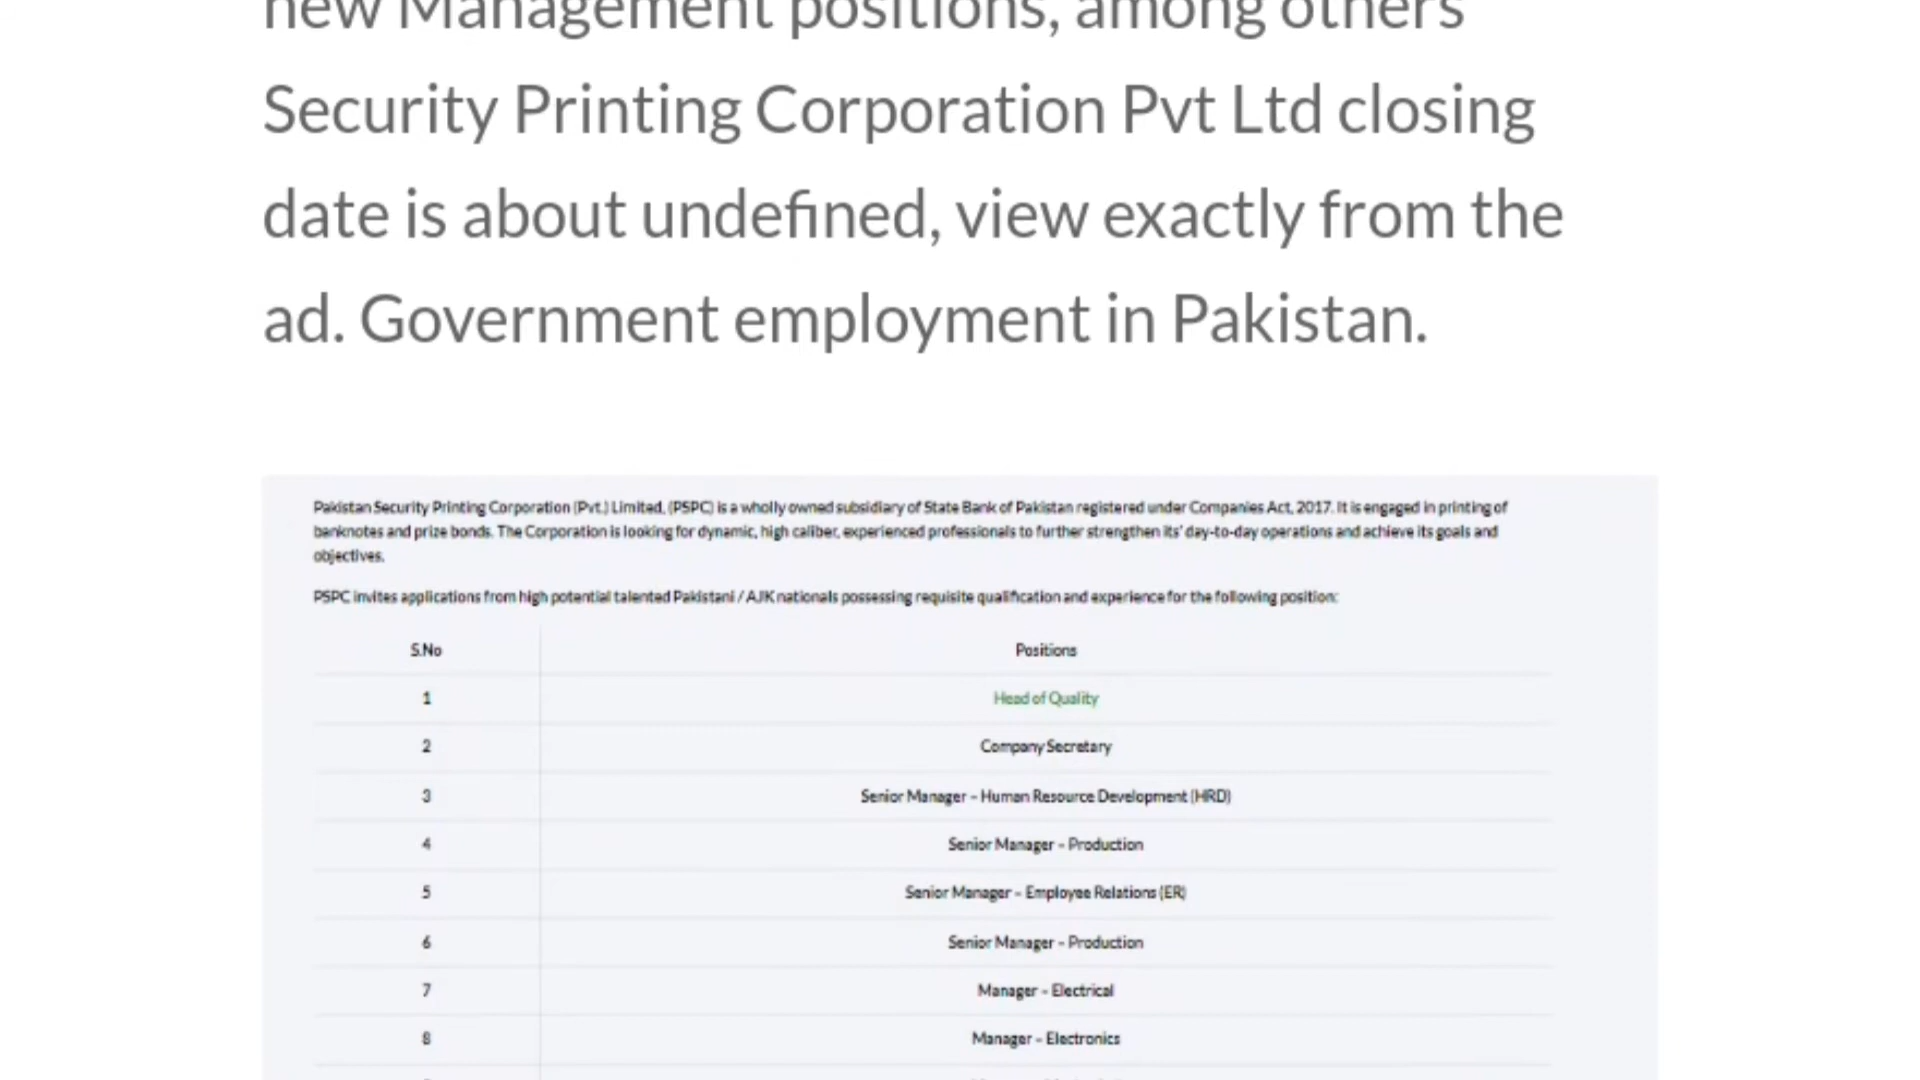 new Management positions, among others
Security Printing Corporation Pvt Ltd closing
date is about undefined, view exactly from the
ad. Government employment in Pakistan.
Pakistan Security Printing Corporation (Pvt.) Limited, (PSPC) is a wholly owned subsidiary of State Bank of Pakistan registered under Companies Act, 2017. It is engaged in printing of
banknotes and prize bonds. The Corporation is looking for dynamic, high caliber, experienced professionals to further strengthen its' day-to-day operations and achieve its goals and
objectives.
PSPC invites applications from high potential talented Pakistani / AJK nationals possessing requisite qualification and experience for the following position:
S.No Positions
1 Head of Quality
2 Company Secretary
3 Senior Manager – Human Resource Development (HRD)
4 Senior Manager – Production
5 Senior Manager – Employee Relations (ER)
6 Senior Manager – Production
7 Manager – Electrical
8 Manager – Electronics